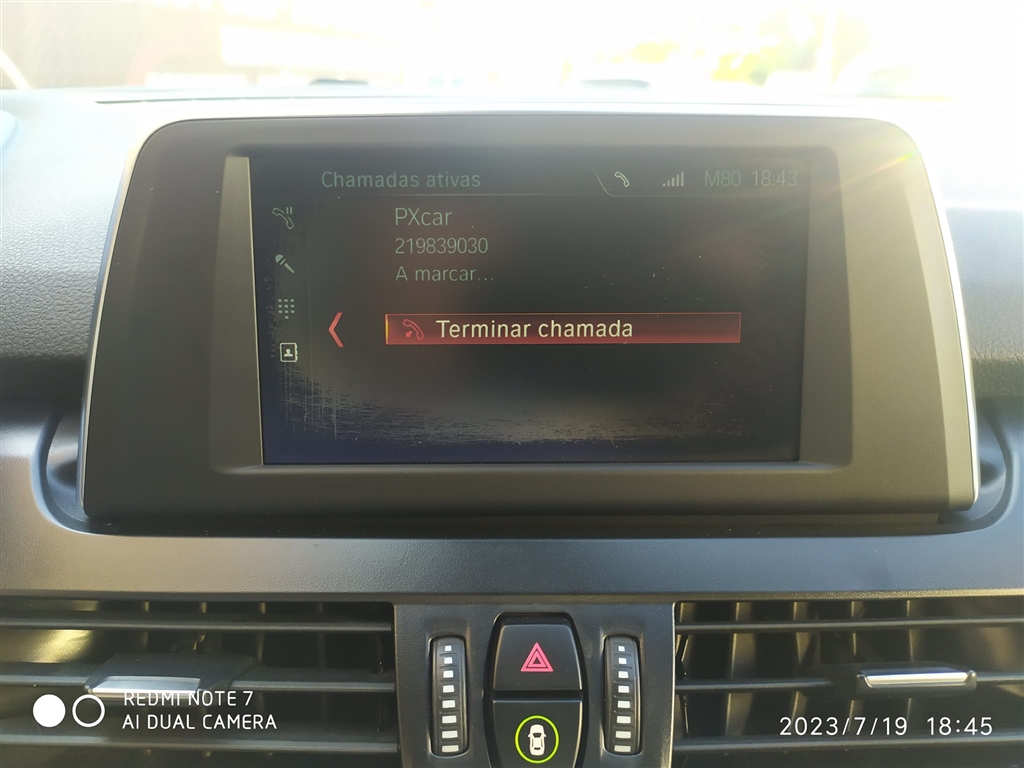 Chamadas ativas
M80 18:43
PXcar
219839030
A marcar...
Terminar chamada
REDMI NOTE 7
AI DUAL CAMERA
2023/7/19 18:45